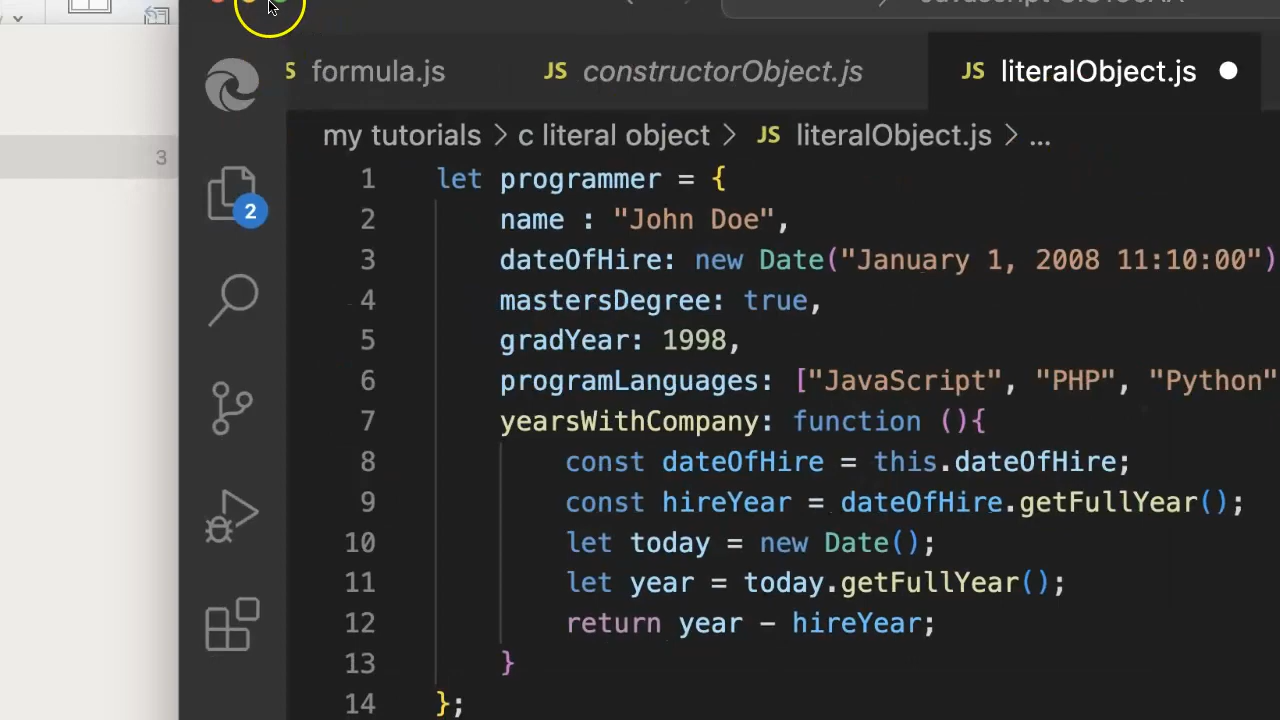 3
JS formula.js
JS constructorObject.js
JS literalObject.js
my tutorials > c literal object > JS literalObject.js > ...
2
1 let programmer = {
2 name : "John Doe",
3 dateOfHire: new Date("January 1, 2008 11:10:00")
4 mastersDegree: true,
5 gradYear: 1998,
6 programLanguages: ["JavaScript", "PHP", "Python"
7 yearsWithCompany: function (){
8 const dateOfHire = this.dateOfHire;
9 const hireYear = dateOfHire.getFullYear();
10 let today = new Date();
11 let year = today.getFullYear();
12 return year - hireYear;
13 }
14 };